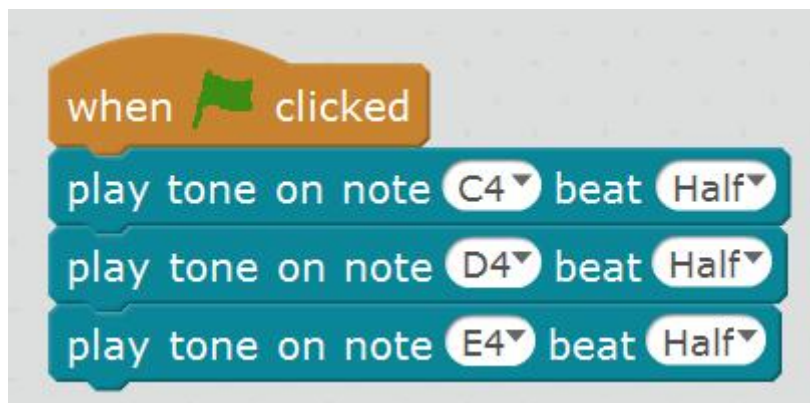 when clicked
play tone on note C4 beat Half
play tone on note D4 beat Half
play tone on note E4 beat Half